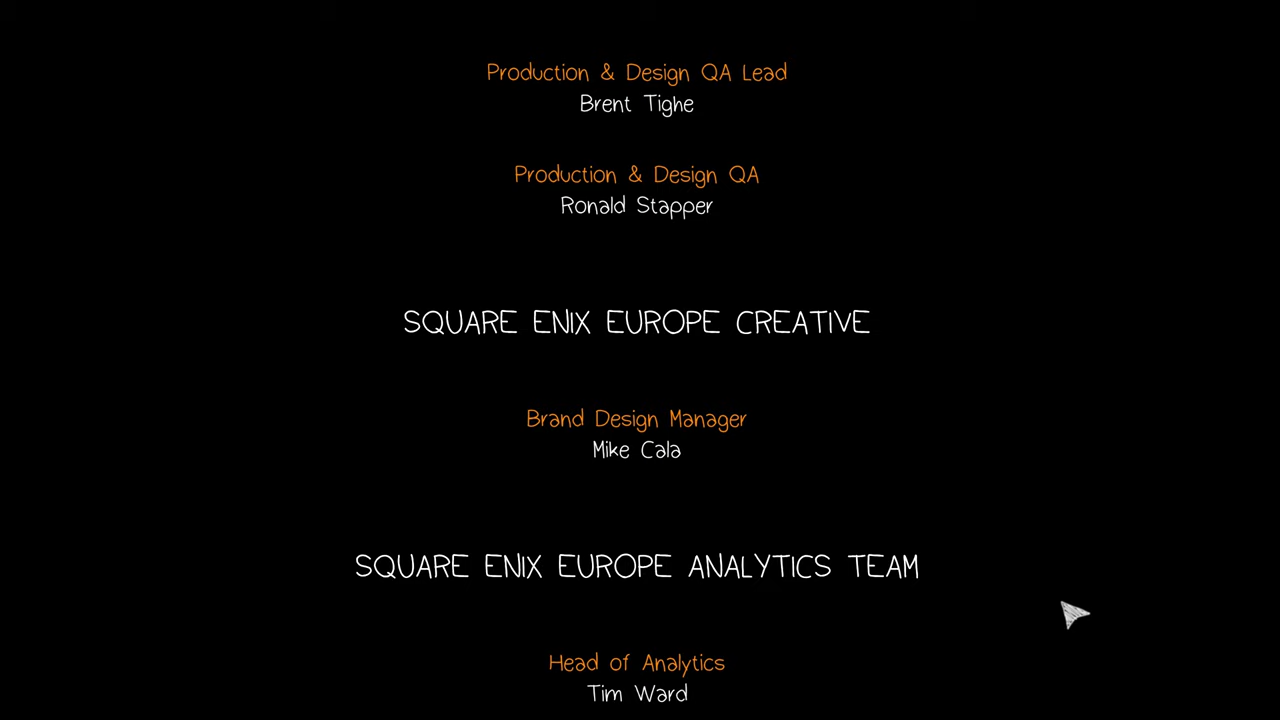 Production & Design QA Lead
Brent Tighe
Production & Design QA
Ronald Stapper
SQUARE ENIX EUROPE CREATIVE
Brand Design Manager
Mike Cala
SQUARE ENIX EUROPE ANALYTICS TEAM
Head of Analytics
Tim Ward